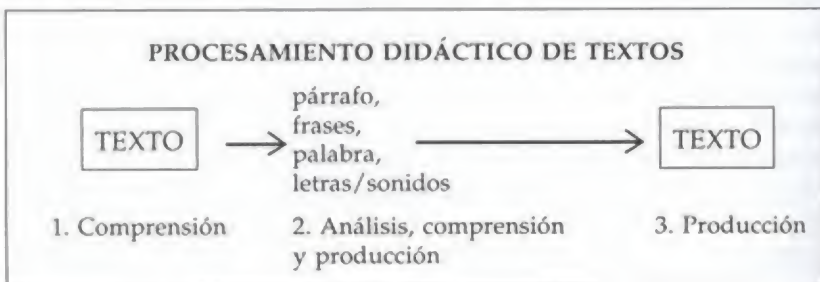 PROCESAMIENTO DIDÁCTICO DE TEXTOS
TEXTO
párrafo,
frases,
palabra,
letras/sonidos
TEXTO
1. Comprensión
2. Análisis, comprensión
y producción
3. Producción